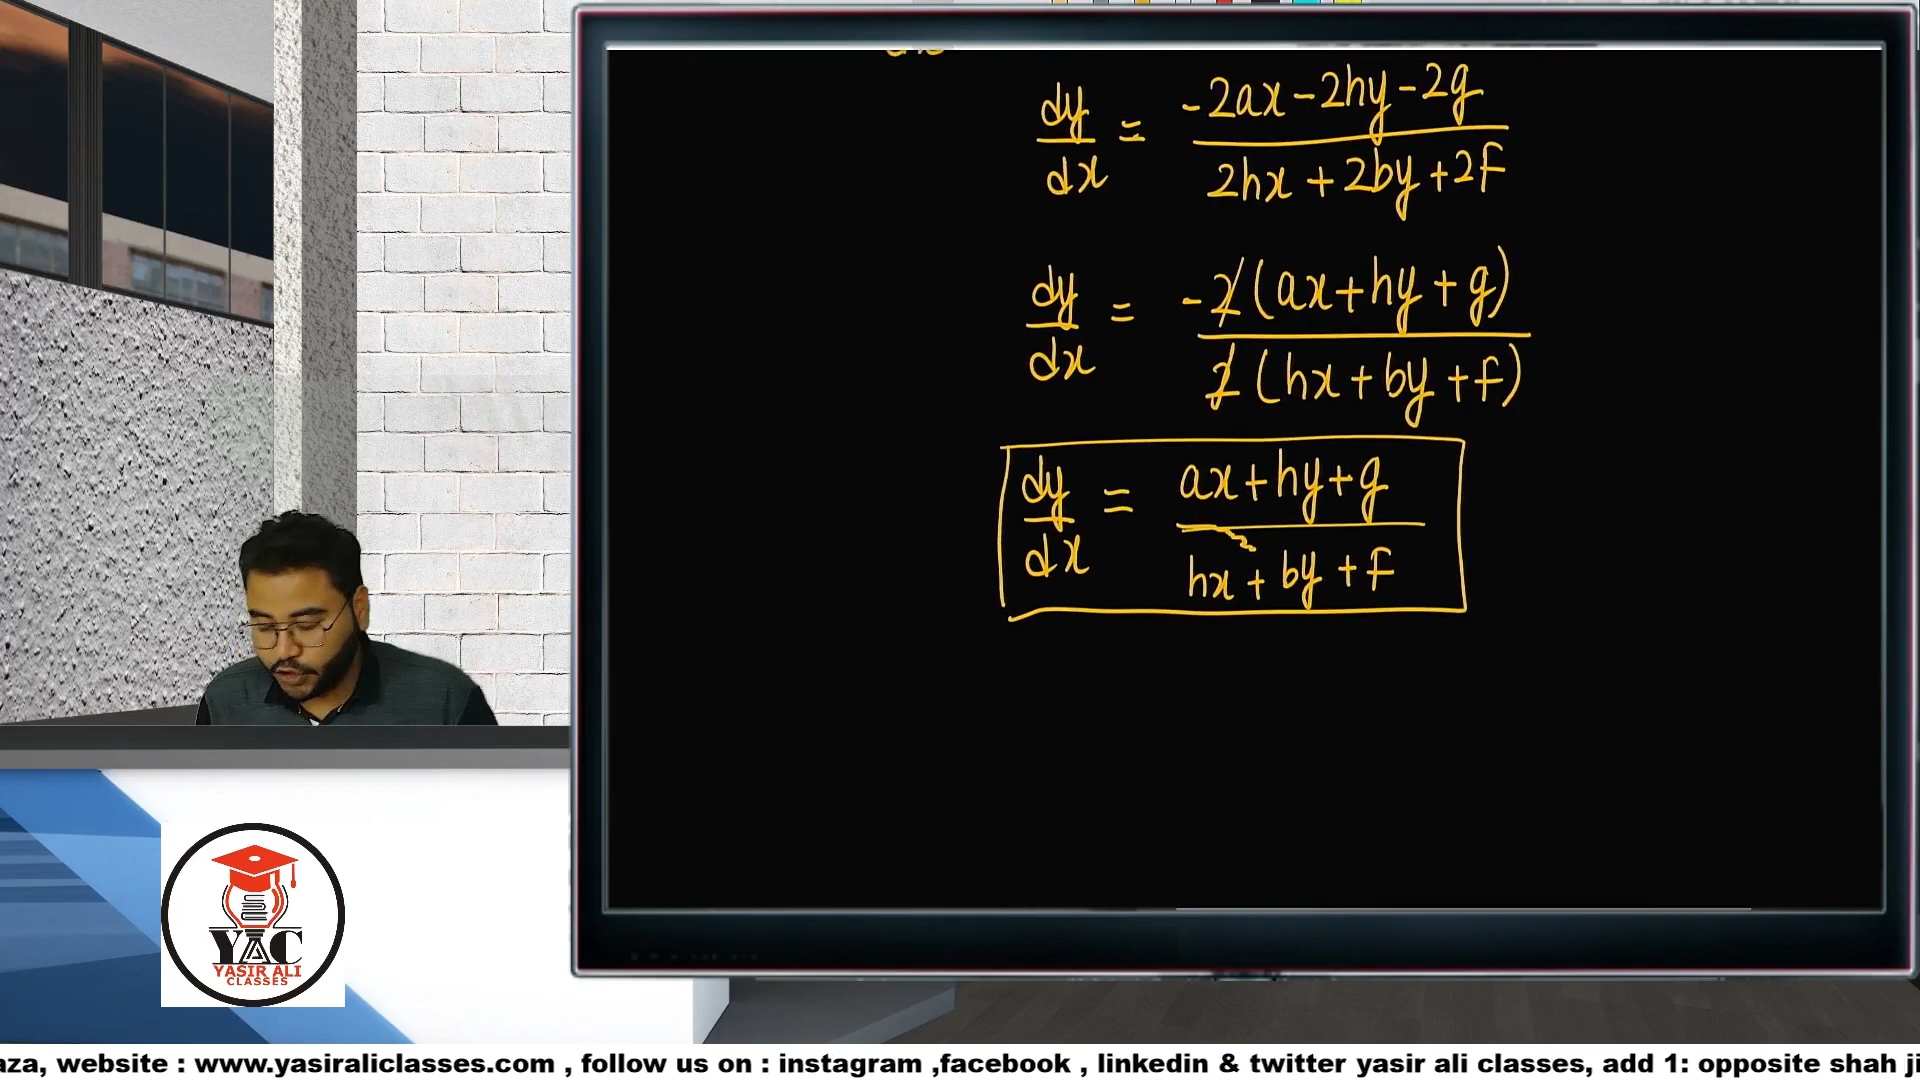 dy/dx = -2ax-2hy-2g / 2hx+2by+2f
dy/dx = -2(ax+hy+g) / 2(hx+by+f)
dy/dx = ax+hy+g / hx+by+f
YAC
YASIR ALI
CLASSES
aza, website : www.yasiraliclasses.com , follow us on : instagram ,facebook , linkedin & twitter yasir ali classes, add 1: opposite shah ji